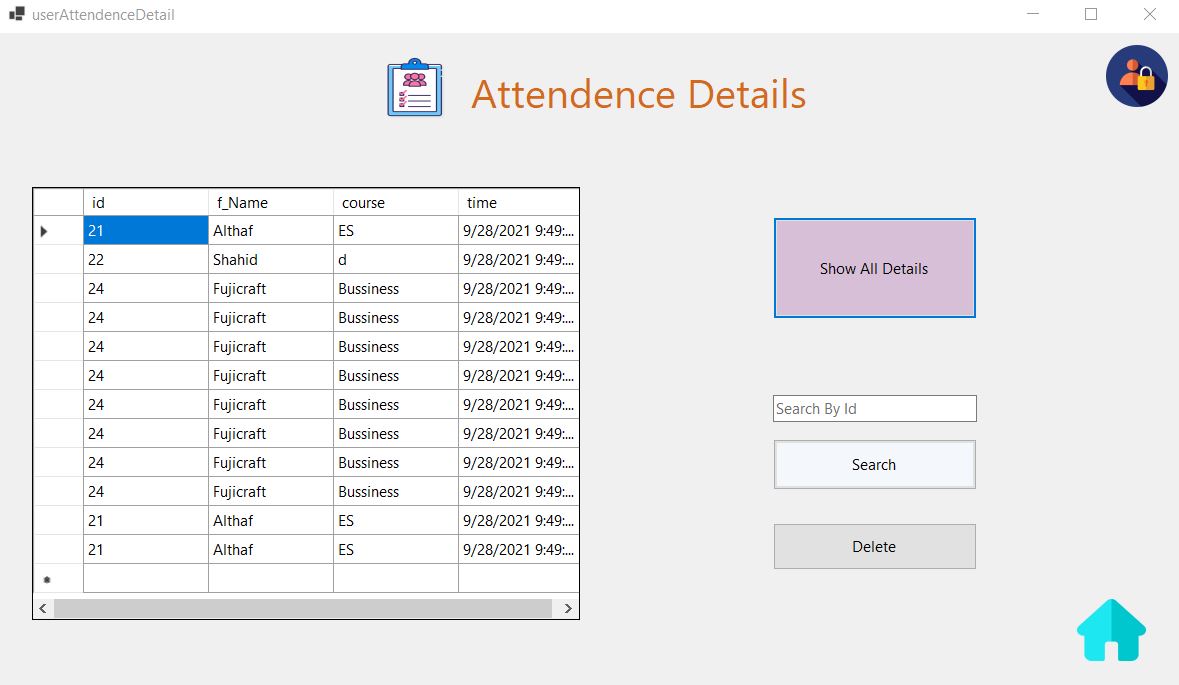 userAttendenceDetail
Attendence Details
id f_Name course time
21 Althaf ES 9/28/2021 9:49:...
22 Shahid d 9/28/2021 9:49:...
24 Fujicraft Bussiness 9/28/2021 9:49:...
24 Fujicraft Bussiness 9/28/2021 9:49:...
24 Fujicraft Bussiness 9/28/2021 9:49:...
24 Fujicraft Bussiness 9/28/2021 9:49:...
24 Fujicraft Bussiness 9/28/2021 9:49:...
24 Fujicraft Bussiness 9/28/2021 9:49:...
24 Fujicraft Bussiness 9/28/2021 9:49:...
24 Fujicraft Bussiness 9/28/2021 9:49:...
21 Althaf ES 9/28/2021 9:49:...
21 Althaf ES 9/28/2021 9:49:...
Show All Details
Search By Id
Search
Delete